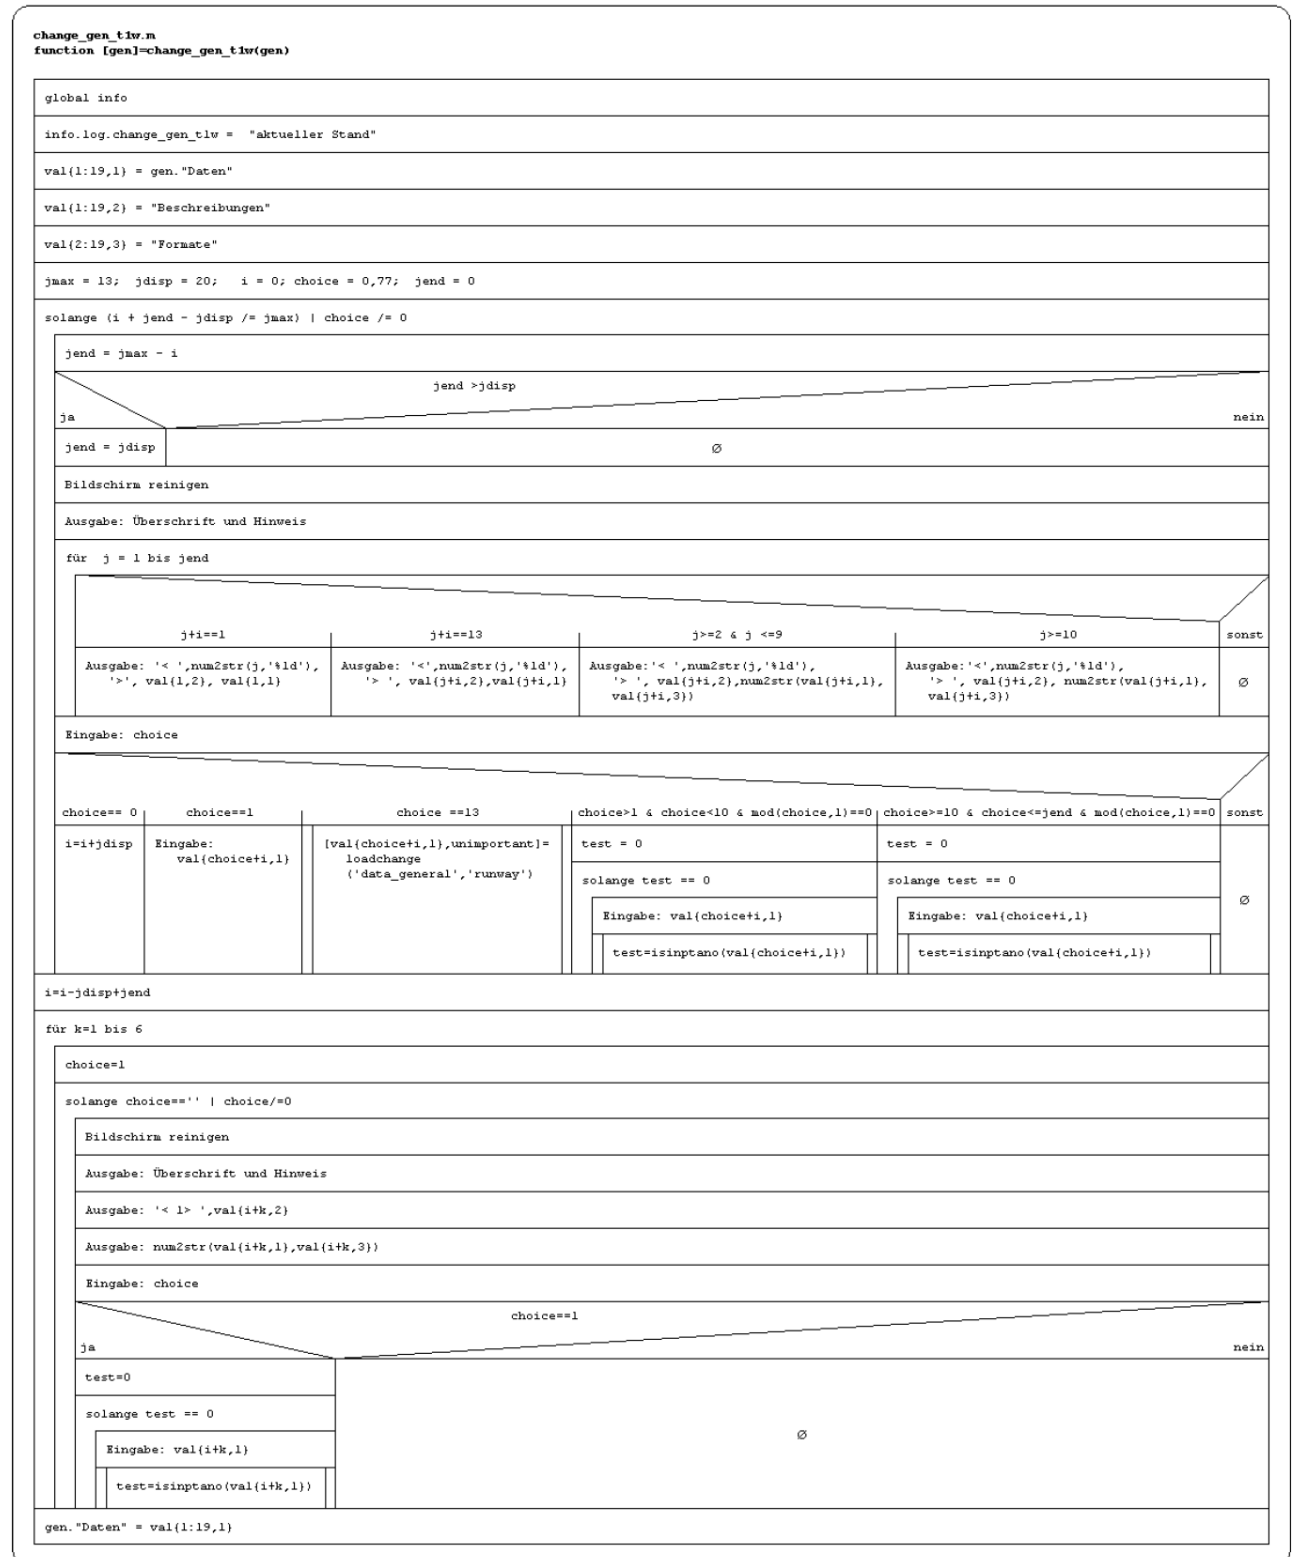 change_gen_t1w.m
function [gen]=change_gen_t1w(gen)
global info
info.log.change_gen_t1w =  "aktueller Stand"
val{1:19,1} = gen."Daten"
val{1:19,2} = "Beschreibungen"
val{2:19,3} = "Formate"
jmax = 13;  jdisp = 20;   i = 0; choice = 0,77;  jend = 0
solange (i + jend - jdisp /= jmax) | choice /= 0
jend = jmax - i
jend >jdisp
ja
nein
jend = jdisp
Ø
Bildschirm reinigen
Ausgabe: Überschrift und Hinweis
für  j = 1 bis jend
j+i==1
j+i==13
j>=2 & j <=9
j>=10
sonst
Ausgabe: '< ',num2str(j,'%1d'),
'>', val{1,2}, val{1,1}
Ausgabe: '<',num2str(j,'%1d'),
'> ', val{j+i,2},val{j+i,1}
Ausgabe:'< ',num2str(j,'%1d'),
'> ', val{j+i,2},num2str(val{j+i,1},
val{j+i,3})
Ausgabe:'<',num2str(j,'%1d'),
'> ', val{j+i,2}, num2str(val{j+i,1},
val{j+i,3})
Ø
Eingabe: choice
choice== 0
choice==1
choice ==13
choice>1 & choice<10 & mod(choice,1)==0
choice>=10 & choice<=jend & mod(choice,1)==0
sonst
i=i+jdisp
Eingabe:
val{choice+i,1}
[val{choice+i,1},unimportant]=
loadchange
('data_general','runway')
test = 0
solange test == 0
Eingabe: val{choice+i,1}
test=isinptano(val{choice+i,1})
test = 0
solange test == 0
Eingabe: val{choice+i,1}
test=isinptano(val{choice+i,1})
Ø
i=i-jdisp+jend
für k=1 bis 6
choice=1
solange choice=='' | choice/=0
Bildschirm reinigen
Ausgabe: Überschrift und Hinweis
Ausgabe: '< 1> ',val{i+k,2}
Ausgabe: num2str(val{i+k,1},val{i+k,3})
Eingabe: choice
choice==1
ja
nein
test=0
solange test == 0
Eingabe: val{i+k,1}
test=isinptano(val{i+k,1})
Ø
gen."Daten" = val{1:19,1}